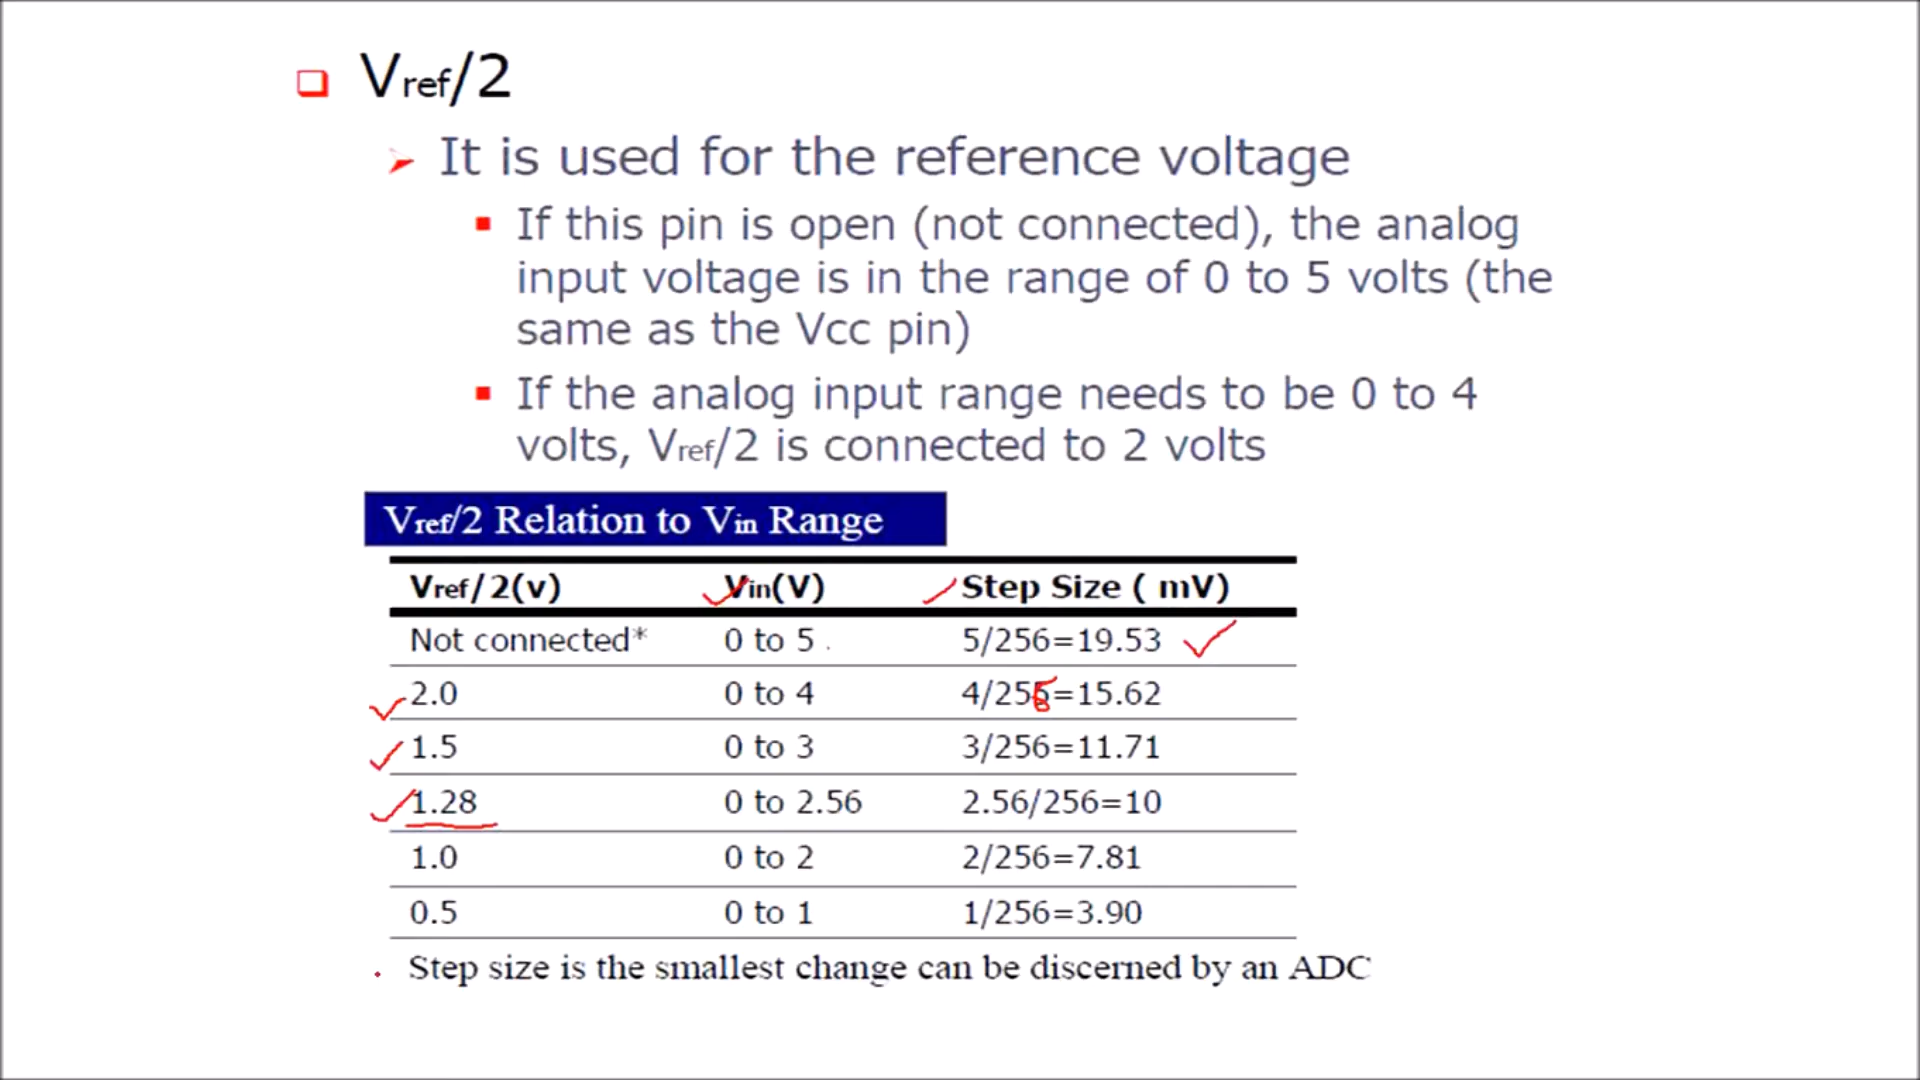 Vref/2
It is used for the reference voltage
If this pin is open (not connected), the analog
input voltage is in the range of 0 to 5 volts (the
same as the Vcc pin)
If the analog input range needs to be 0 to 4
volts, Vref/2 is connected to 2 volts
Vref/2 Relation to Vin Range
Vref/2(v) Vin(V) Step Size ( mV)
Not connected* 0 to 5 5/256=19.53
2.0 0 to 4 4/256=15.62
1.5 0 to 3 3/256=11.71
1.28 0 to 2.56 2.56/256=10
1.0 0 to 2 2/256=7.81
0.5 0 to 1 1/256=3.90
Step size is the smallest change can be discerned by an ADC